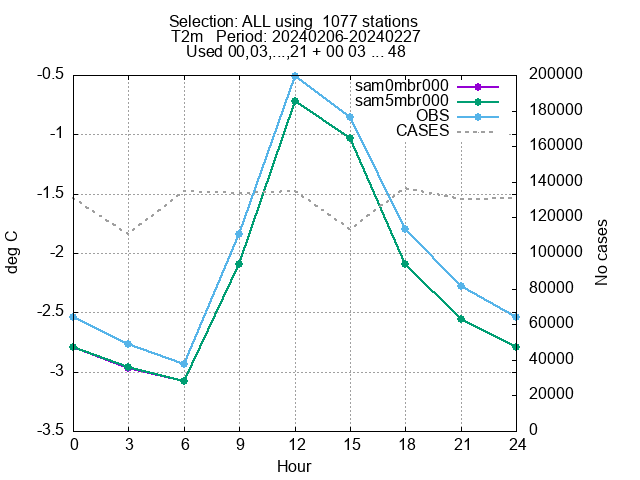 Selection: ALL using  1077 stations
T2m   Period: 20240206-20240227
Used 00,03,...,21 + 00 03 ... 48
sam0mbr000
sam5mbr000
OBS
CASES
-0.5
-1
-1.5
-2
-2.5
-3
-3.5
deg C
200000
180000
160000
140000
120000
100000
80000
60000
40000
20000
0
No cases
0 3 6 9 12 15 18 21 24
Hour